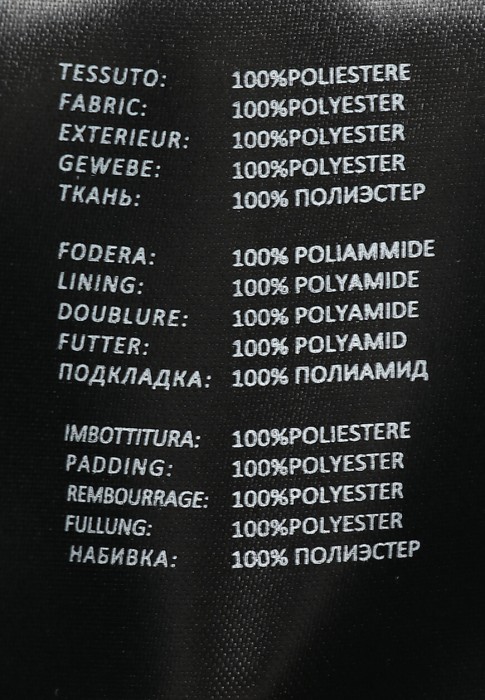 TESSUTO: 100%POLIESTERE
FABRIC: 100%POLYESTER
EXTERIEUR: 100%POLYESTER
GEWEBE: 100%POLYESTER
ТКАНЬ: 100% ПОЛИЭСТЕР
FODERA: 100% POLIAMMIDE
LINING: 100% POLYAMIDE
DOUBLURE: 100% POLYAMIDE
FUTTER: 100% POLYAMID
ПОДКЛАДКА: 100% ПОЛИАМИД
IMBOTTITURA: 100%POLIESTERE
PADDING: 100%POLYESTER
REMBOURRAGE: 100%POLYESTER
FULLUNG: 100%POLYESTER
НАБИВКА: 100% ПОЛИЭСТЕР